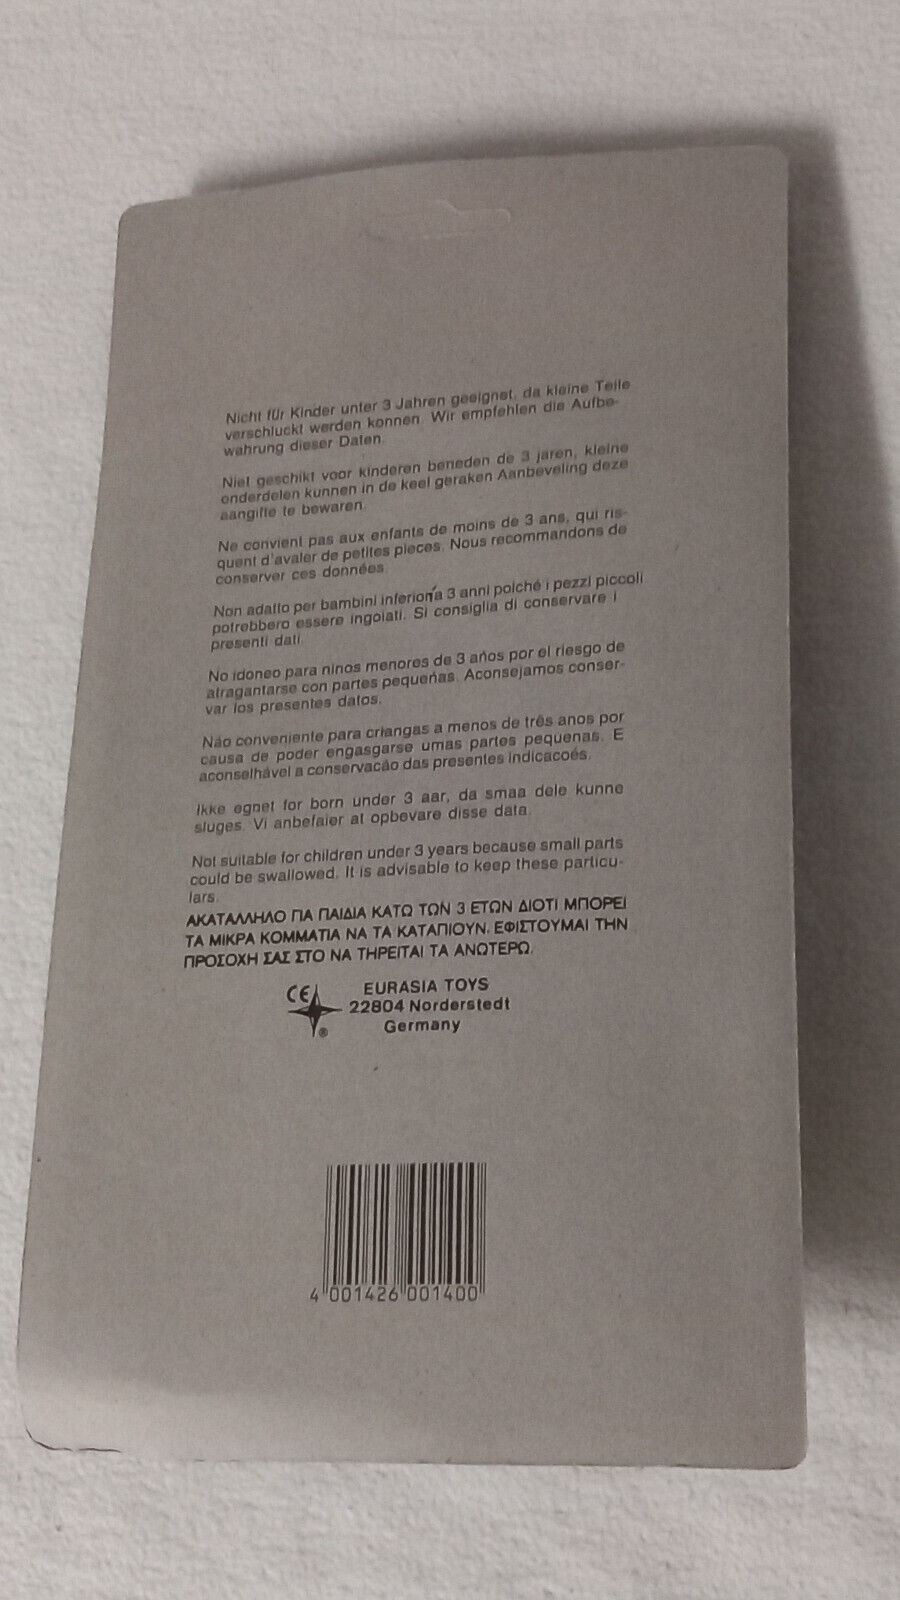 Nicht für Kinder unter 3 Jahren geeignet, da kleine Teile
verschluckt werden konnen. Wir empfehlen die Aufbe-
wahrung dieser Daten.
Niet geschikt voor kinderen beneden de 3 jaren, kleine
onderdelen kunnen in de keel geraken Aanbeveling deze
aangifte te bewaren.
Ne convient pas aux enfants de moins de 3 ans, qui ris-
quent d'avaler de petites pieces. Nous recommandons de
conserver ces données.
Non adatto per bambini inferiori a 3 anni poiché i pezzi piccoli
potrebbero essere ingoiati. Si consiglia di conservare i
presenti dati.
No idoneo para ninos menores de 3 años por el riesgo de
atragantarse con partes pequeñas. Aconsejamos conser-
var los presentes datos.
Não conveniente para criangas a menos de três anos por
causa de poder engasgarse umas partes pequenas. E
aconselhável a conservacão das presentes indicacoés.
Ikke egnet for born under 3 aar, da smaa dele kunne
sluges. Vi anbefaler at opbevare disse data.
Not suitable for children under 3 years because small parts
could be swallowed. It is advisable to keep these particu-
lars.
ΑΚΑΤΑΛΛΗΛΟ ΓΙΑ ΠΑΙΔΙΑ ΚΑΤΩ ΤΩΝ 3 ΕΤΩΝ ΔΙΟΤΙ ΜΠΟΡΕΙ
ΤΑ ΜΙΚΡΑ ΚΟΜΜΑΤΙΑ ΝΑ ΤΑ ΚΑΤΑΠΙΟΥΝ. ΕΦΙΣΤΟΥΜΑΙ ΤΗΝ
ΠΡΟΣΟΧΗ ΣΑΣ ΣΤΟ ΝΑ ΤΗΡΕΙΤΑΙ ΤΑ ΑΝΩΤΕΡΩ.
CE EURASIA TOYS
22804 Norderstedt
® Germany
4 001426 001400